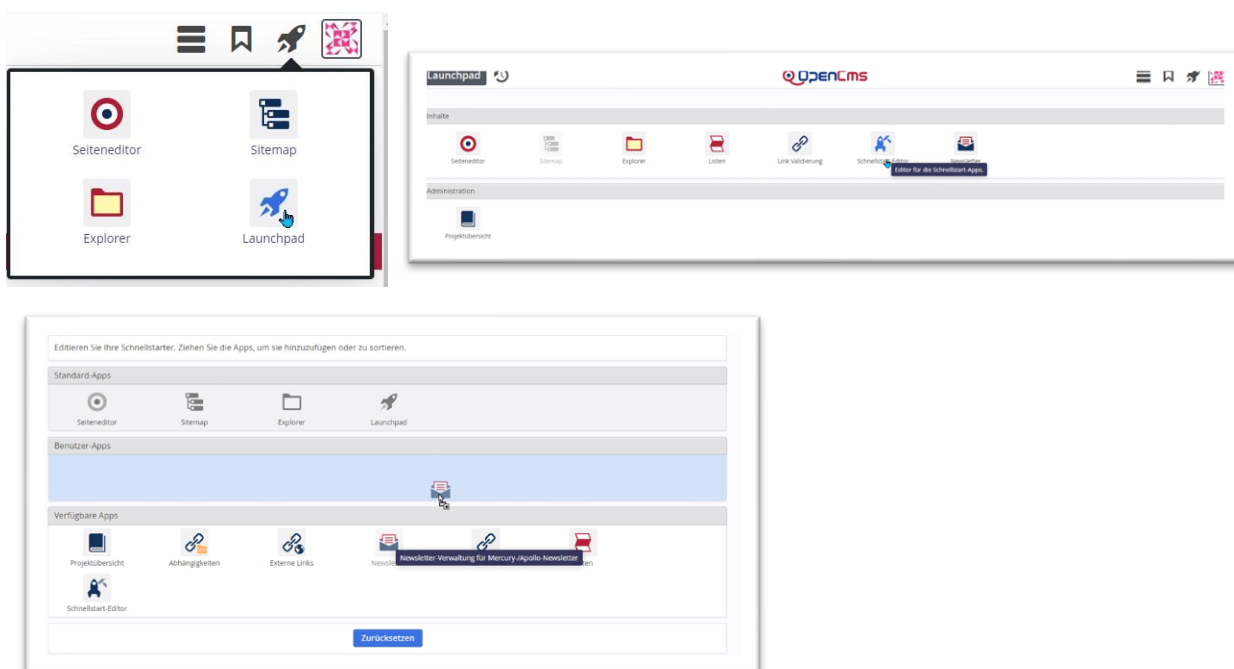 Seiteneditor
Sitemap
Explorer
Launchpad
Launchpad
OpenCms
Inhalte
Seiteneditor
Sitemap
Explorer
Listen
Link Validierung
Schnellstart-Editor
Newsletter
Editor für die Schnellstart-Apps.
Administration
Projektübersicht
Editieren Sie Ihre Schnellstarter. Ziehen Sie die Apps, um sie hinzuzufügen oder zu sortieren.
Standard-Apps
Seiteneditor
Sitemap
Explorer
Launchpad
Benutzer-Apps
Verfügbare Apps
Projektübersicht
Abhängigkeiten
Externe Links
Newsletter-Verwaltung für Mercury-/Apollo-Newsletter
Schnellstart-Editor
Zurücksetzen